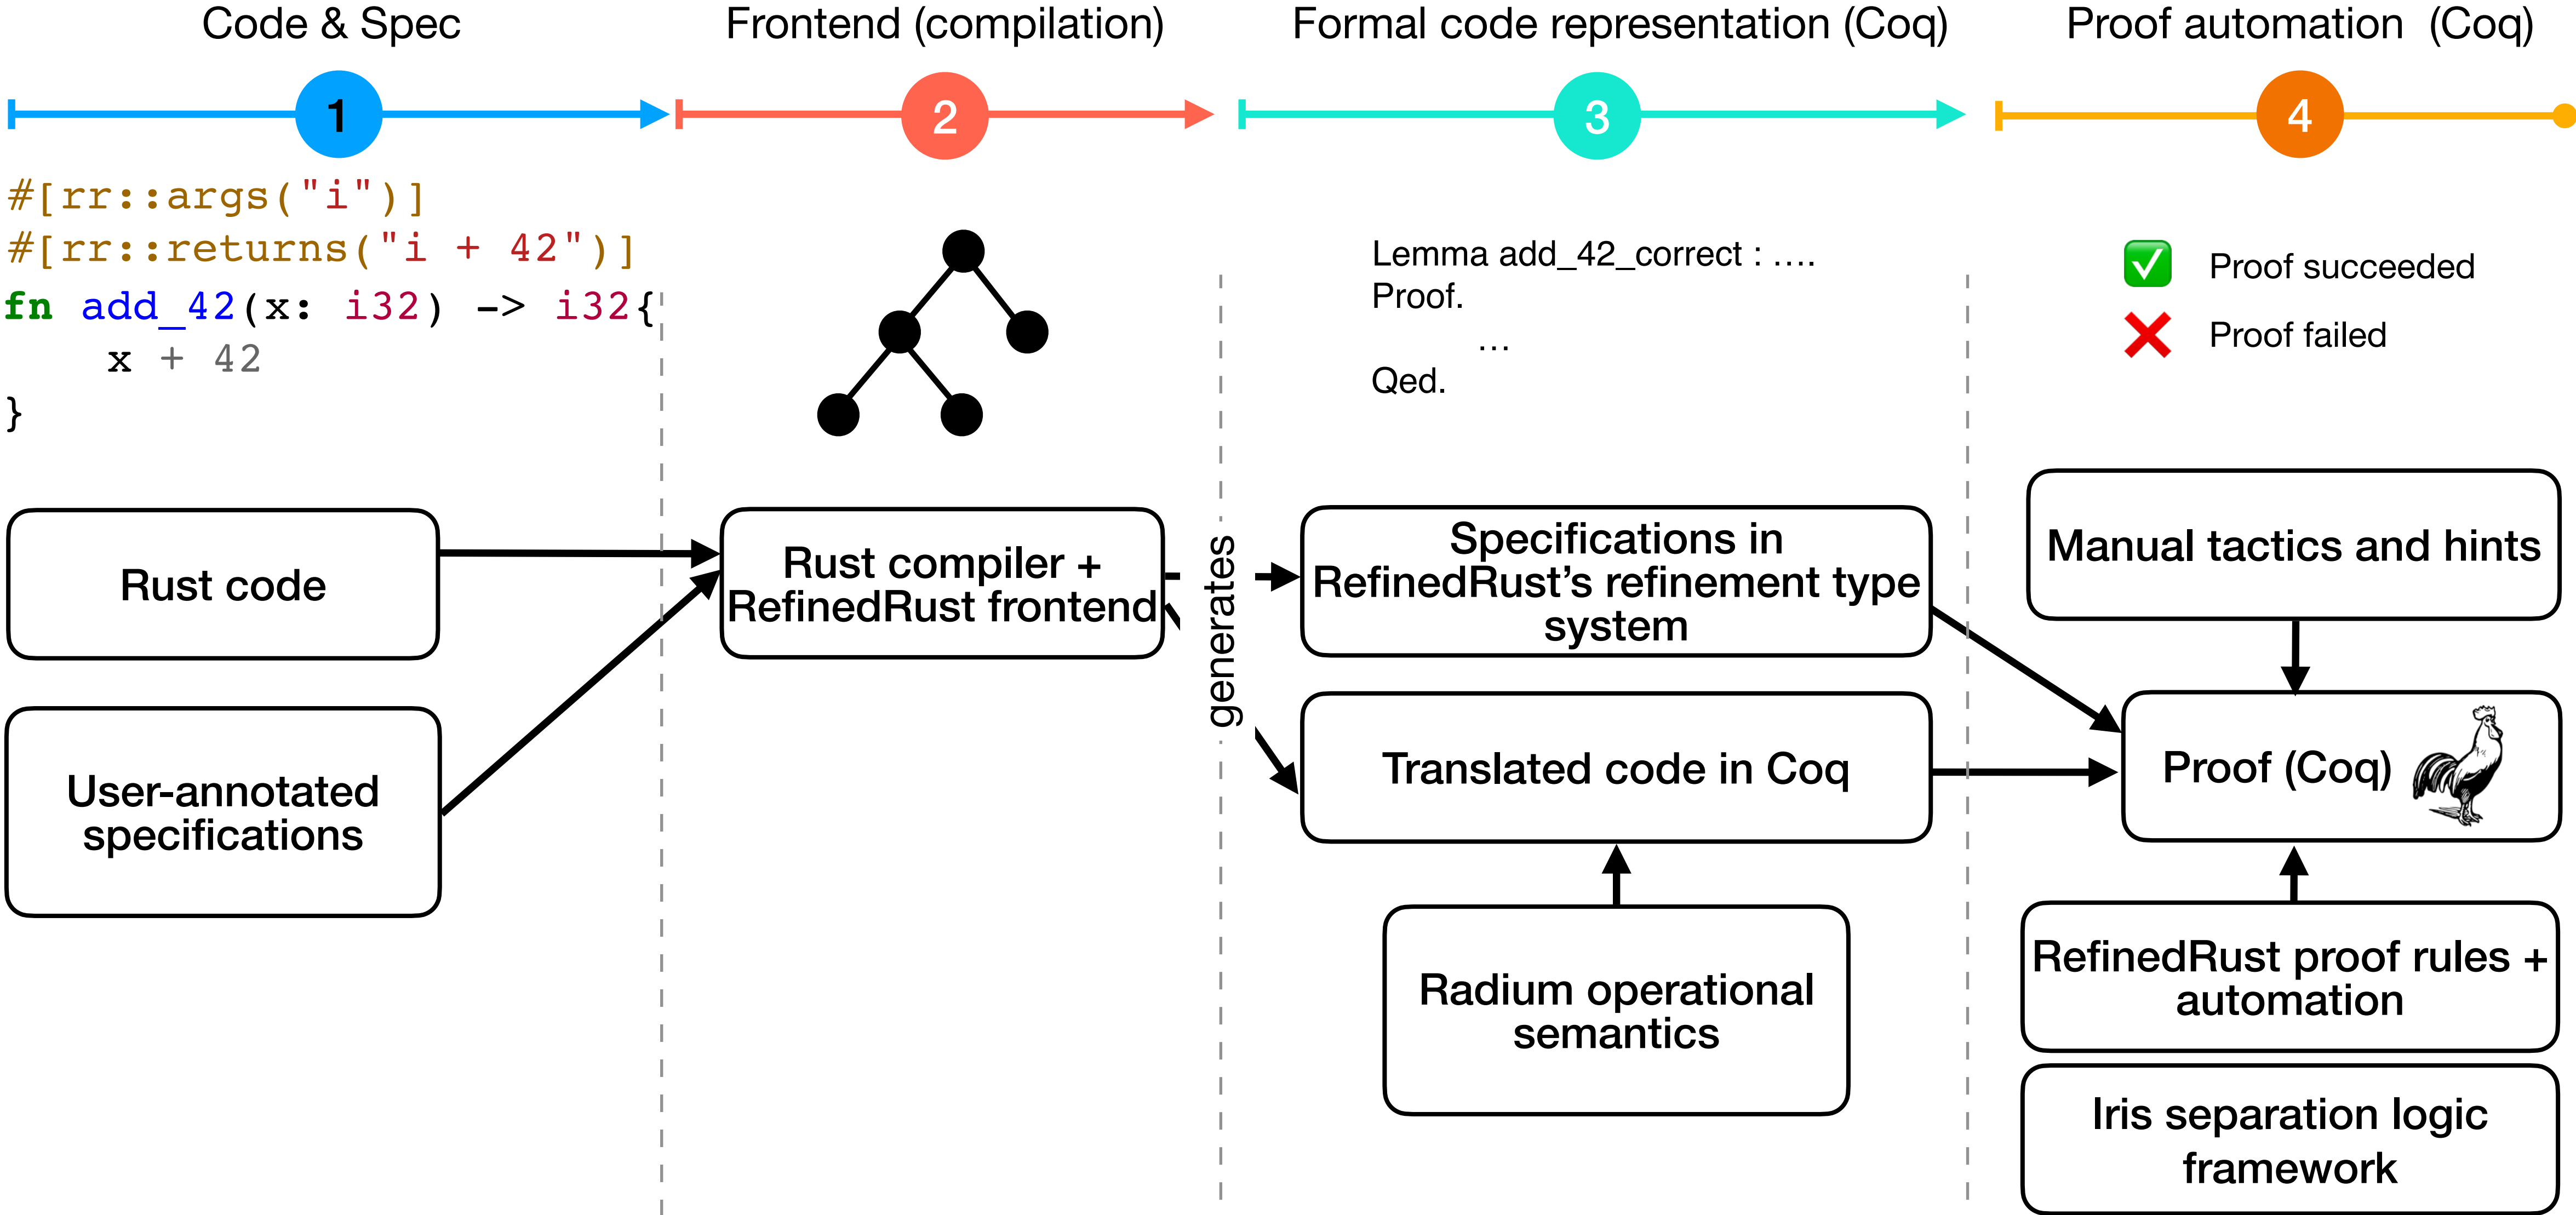 Code & Spec
Frontend (compilation)
Formal code representation (Coq)
Proof automation (Coq)
1
2
3
4
#[rr::args("i")]
#[rr::returns("i + 42")]
fn add_42(x: i32) -> i32{
x + 42
}
Lemma add_42_correct : ....
Proof.
...
Qed.
Proof succeeded
Proof failed
Rust code
User-annotated
specifications
Rust compiler +
RefinedRust frontend
generates
Specifications in
RefinedRust’s refinement type
system
Translated code in Coq
Radium operational
semantics
Manual tactics and hints
Proof (Coq)
RefinedRust proof rules +
automation
Iris separation logic
framework